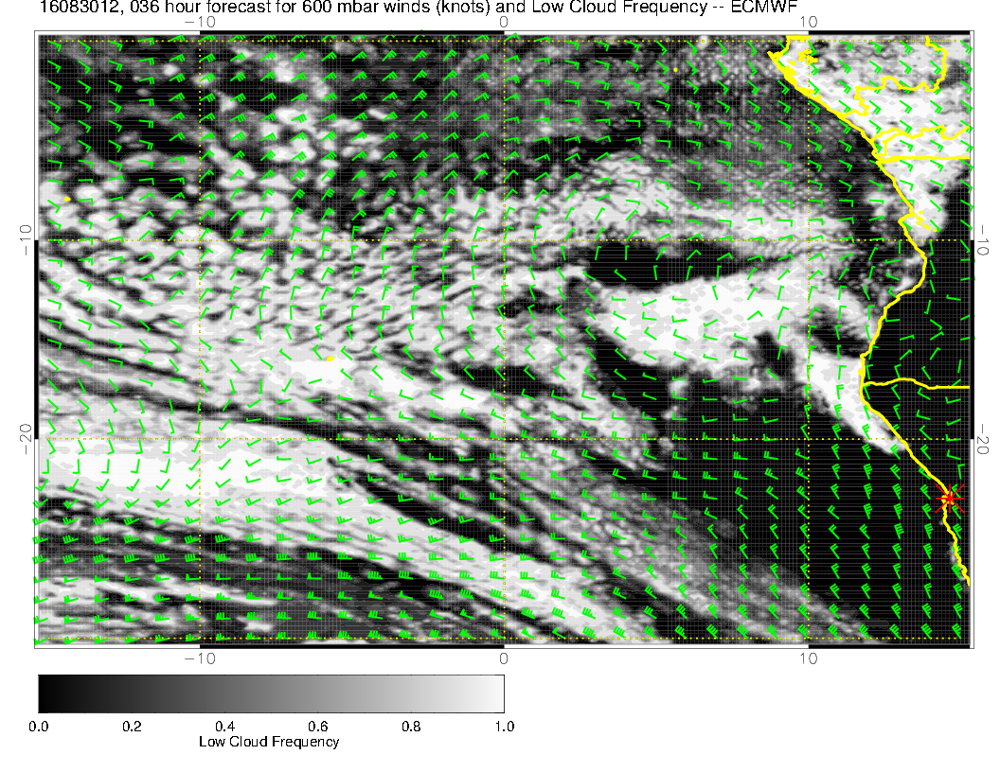 16083012, 036 hour forecast for 600 mbar winds (knots) and Low Cloud Frequency -- ECMWF
−10 0 10
−10 −10
−20 −20
−10 0 10
0.0 0.2 0.4 0.6 0.8 1.0
Low Cloud Frequency